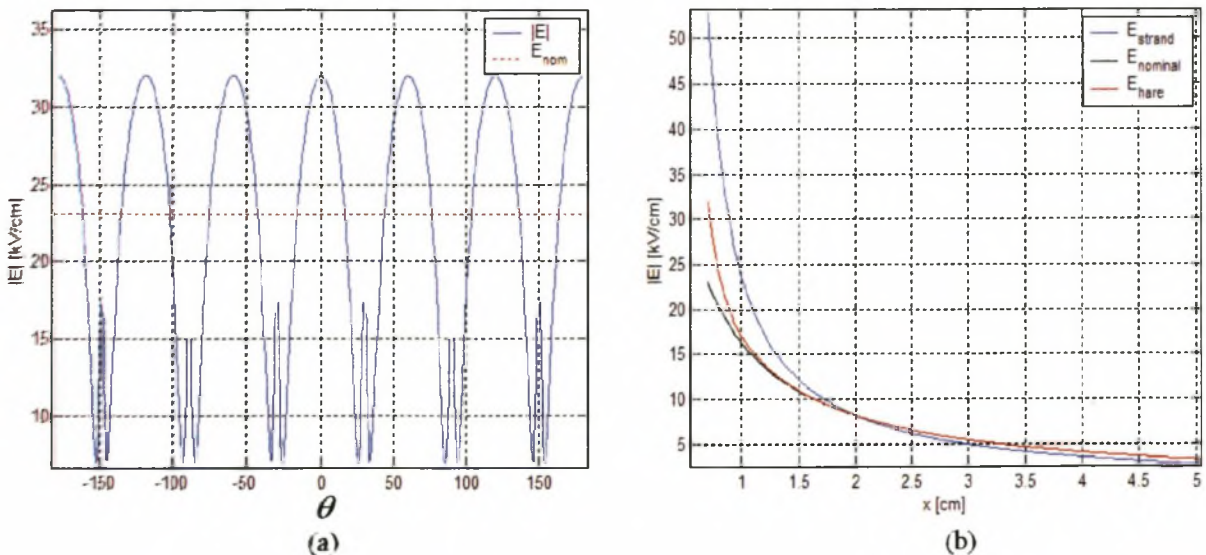 |E| [kV/cm]
35
30
25
20
15
10
-150 -100 -50 0 50 100 150
θ
(a)
|E|
E_nom
|E| [kV/cm]
50
45
40
35
30
25
20
15
10
5
1 1.5 2 2.5 3 3.5 4 4.5 5
x [cm]
(b)
E_strand
E_nominal
E_hare